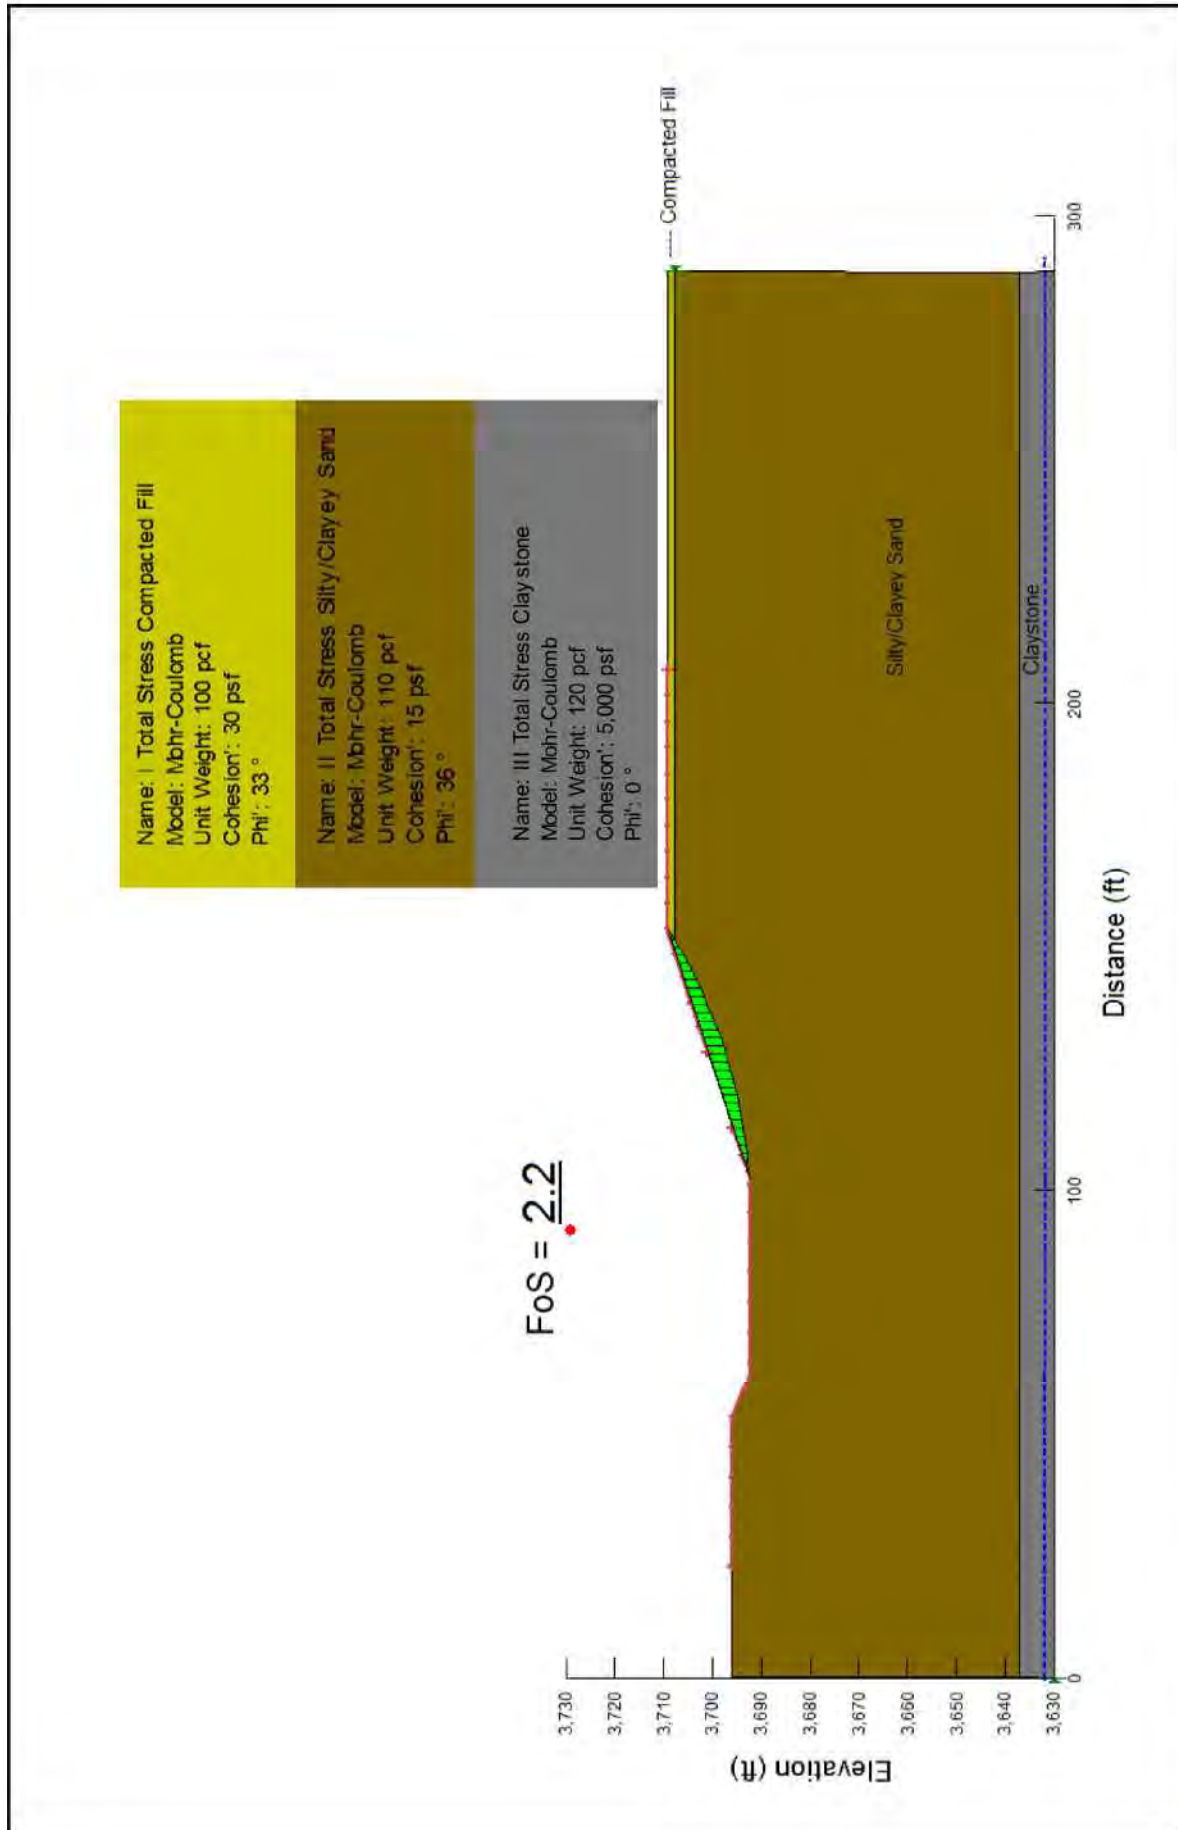 Name: I Total Stress Compacted Fill
Model: Mohr-Coulomb
Unit Weight: 100 pcf
Cohesion': 30 psf
Phi': 33 °
Name: II Total Stress Silty/Clayey Sand
Model: Mohr-Coulomb
Unit Weight: 110 pcf
Cohesion': 15 psf
Phi': 36 °
Name: III Total Stress Claystone
Model: Mohr-Coulomb
Unit Weight: 120 pcf
Cohesion': 5,000 psf
Phi': 0 °
FoS = 2.2
Compacted Fill
Silty/Clayey Sand
Claystone
Elevation (ft)
3,730
3,720
3,710
3,700
3,690
3,680
3,670
3,660
3,650
3,640
3,630
0
100
200
300
Distance (ft)